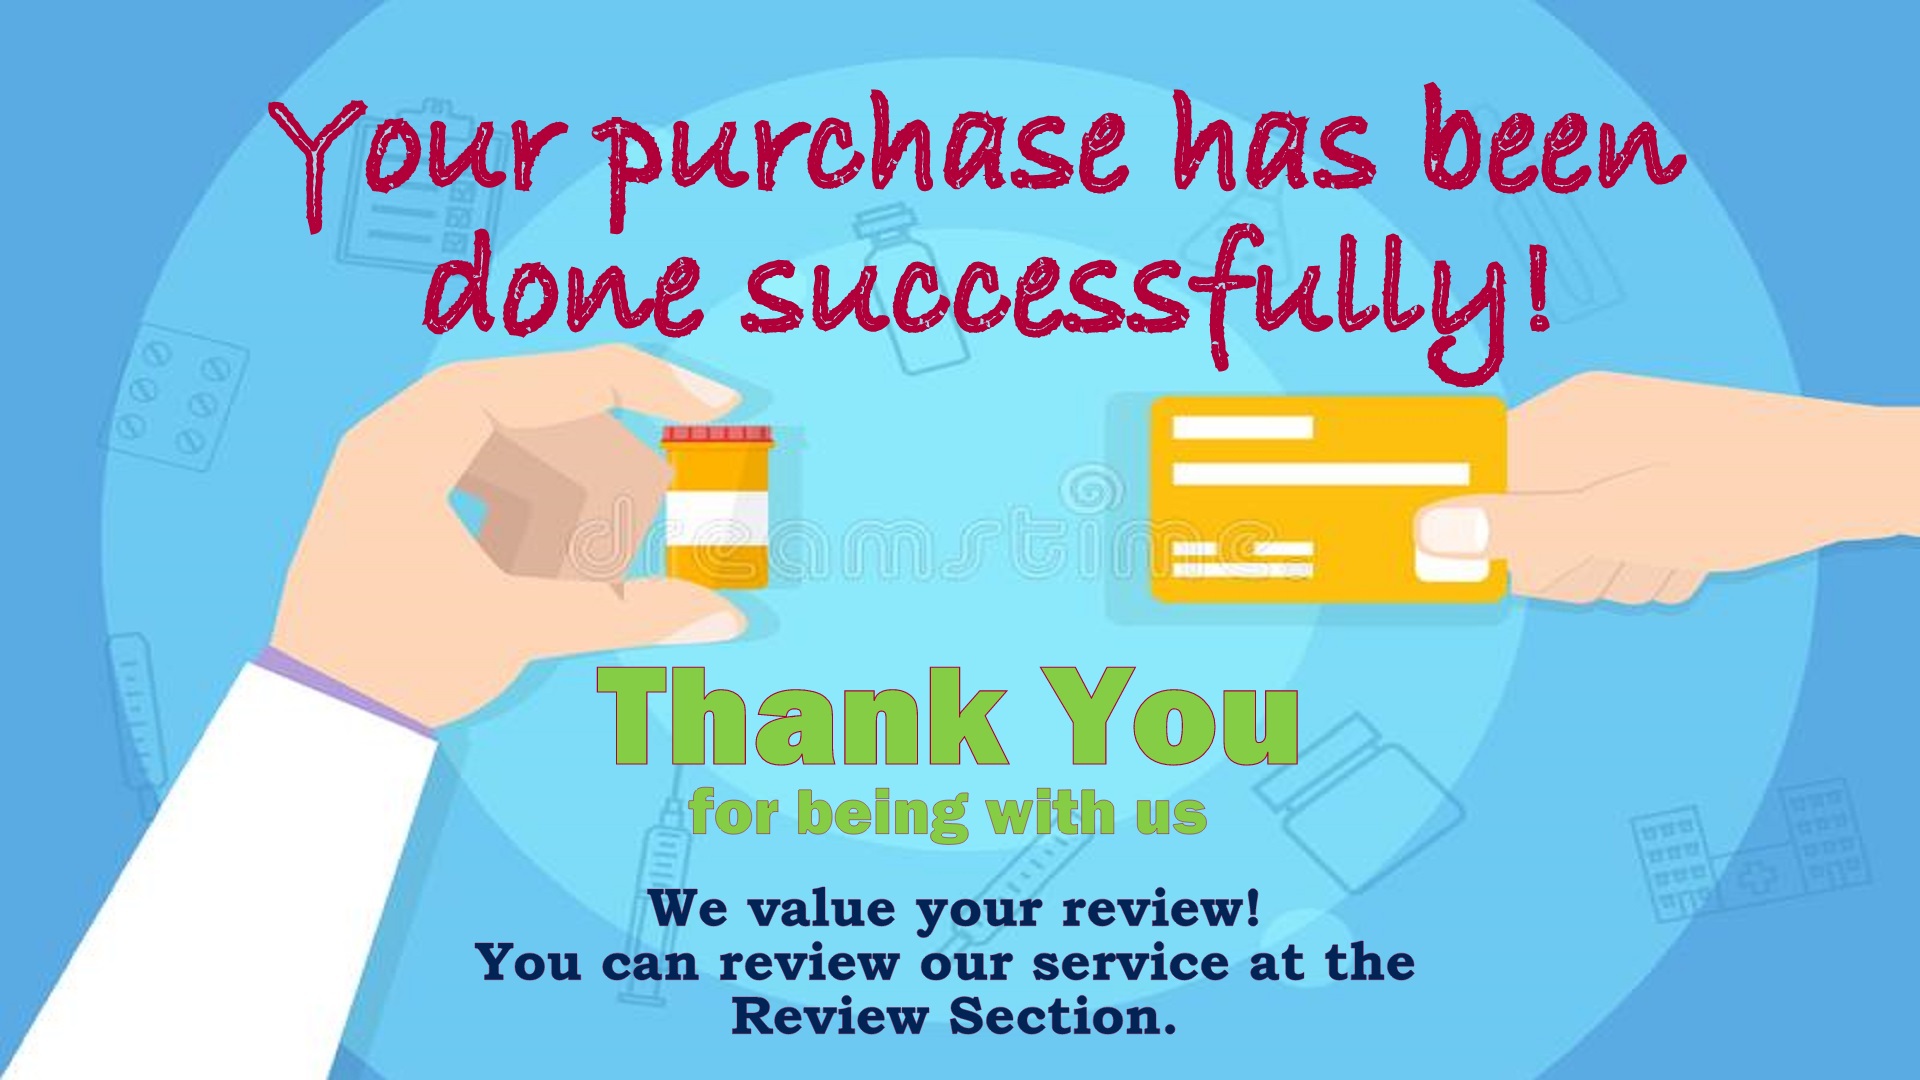 Your purchase has been
done successfully!
dreamstime
Thank You
for being with us
We value your review!
You can review our service at the
Review Section.